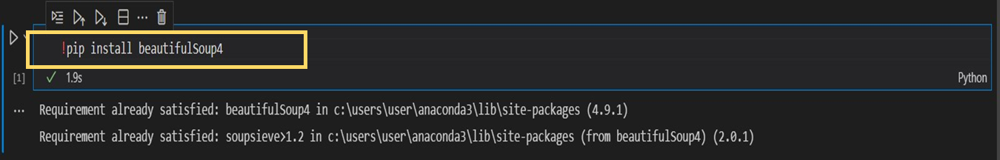 !pip install beautifulSoup4
[1]
1.9s
Python
Requirement already satisfied: beautifulSoup4 in c:\users\user\anaconda3\lib\site-packages (4.9.1)
Requirement already satisfied: soupsieve>1.2 in c:\users\user\anaconda3\lib\site-packages (from beautifulSoup4) (2.0.1)